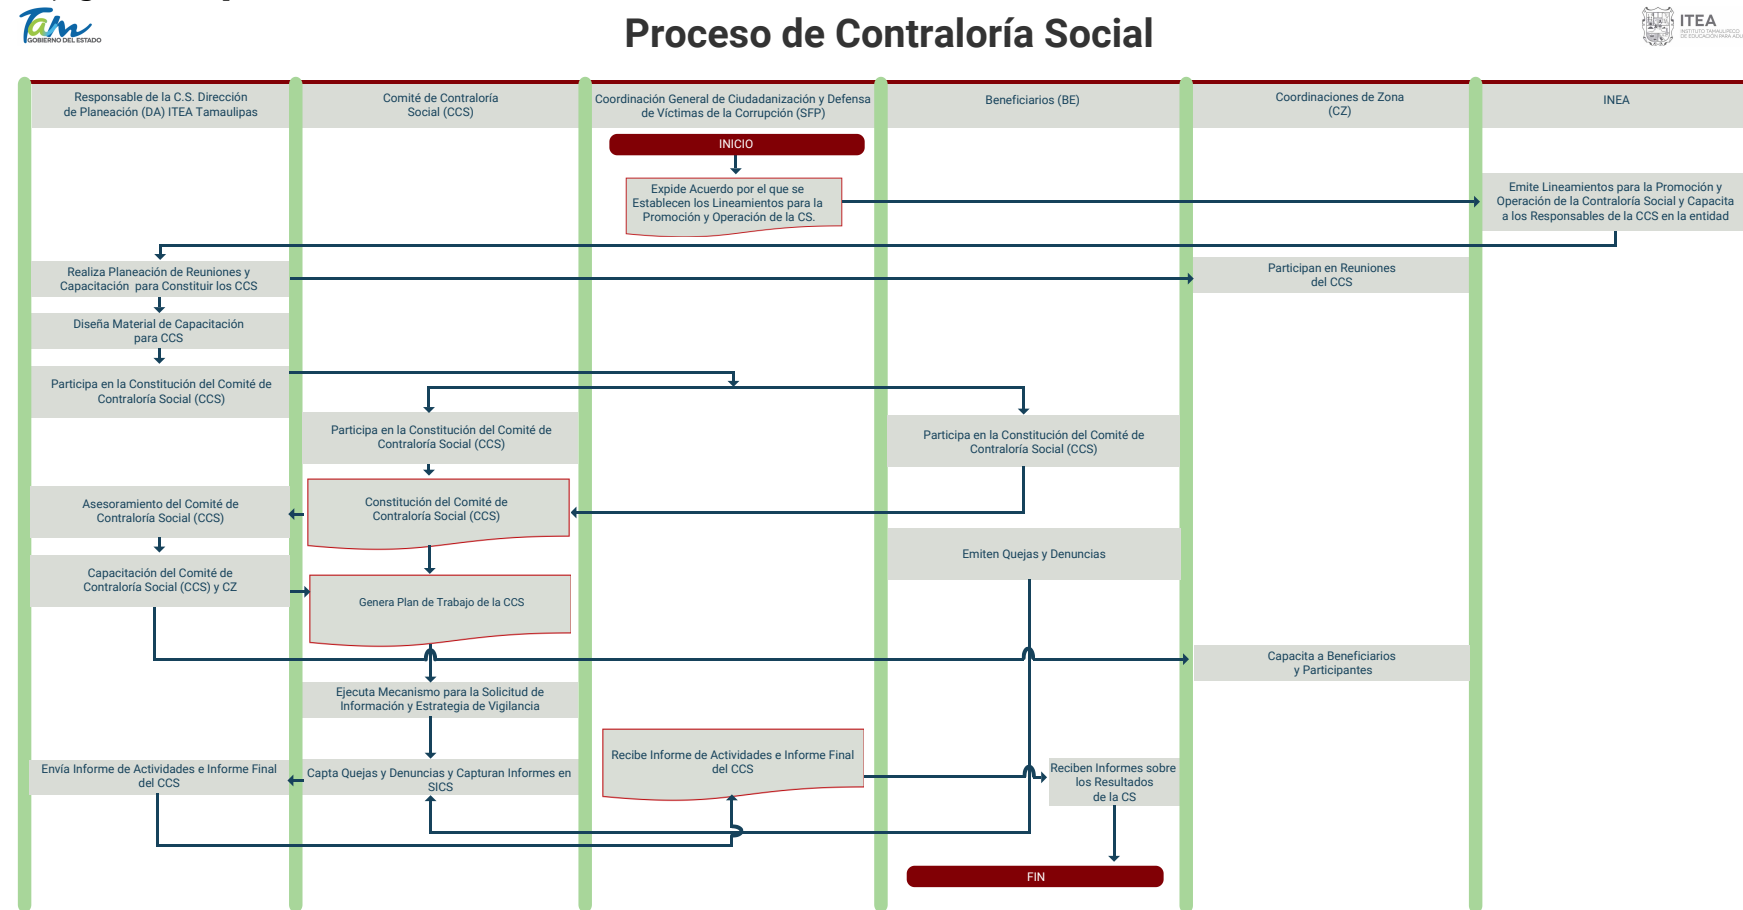 Tam
GOBIERNO DEL ESTADO
Proceso de Contraloría Social
ITEA
INSTITUTO TAMAULIPECO
Responsable de la C.S. Dirección
de Planeación (DA) ITEA Tamaulipas
Comité de Contraloría
Social (CCS)
Coordinación General de Ciudadanización y Defensa
de Víctimas de la Corrupción (SFP)
Beneficiarios (BE)
Coordinaciones de Zona
(CZ)
INEA
INICIO
Expide Acuerdo por el que se
Establecen los Lineamientos para la
Promoción y Operación de la CS.
Emite Lineamientos para la Promoción y
Operación de la Contraloría Social y Capacita
a los Responsables de la CCS en la entidad
Realiza Planeación de Reuniones y
Capacitación para Constituir los CCS
Participan en Reuniones
del CCS
Diseña Material de Capacitación
para CCS
Participa en la Constitución del Comité de
Contraloría Social (CCS)
Participa en la Constitución del Comité de
Contraloría Social (CCS)
Participa en la Constitución del Comité de
Contraloría Social (CCS)
Asesoramiento del Comité de
Contraloría Social (CCS)
Constitución del Comité de
Contraloría Social (CCS)
Emiten Quejas y Denuncias
Capacitación del Comité de
Contraloría Social (CCS) y CZ
Genera Plan de Trabajo de la CCS
Capacita a Beneficiarios
y Participantes
Ejecuta Mecanismo para la Solicitud de
Información y Estrategia de Vigilancia
Envía Informe de Actividades e Informe Final
del CCS
Capta Quejas y Denuncias y Capturan Informes en
SICS
Recibe Informe de Actividades e Informe Final
del CCS
Reciben Informes sobre
los Resultados
de la CS
FIN